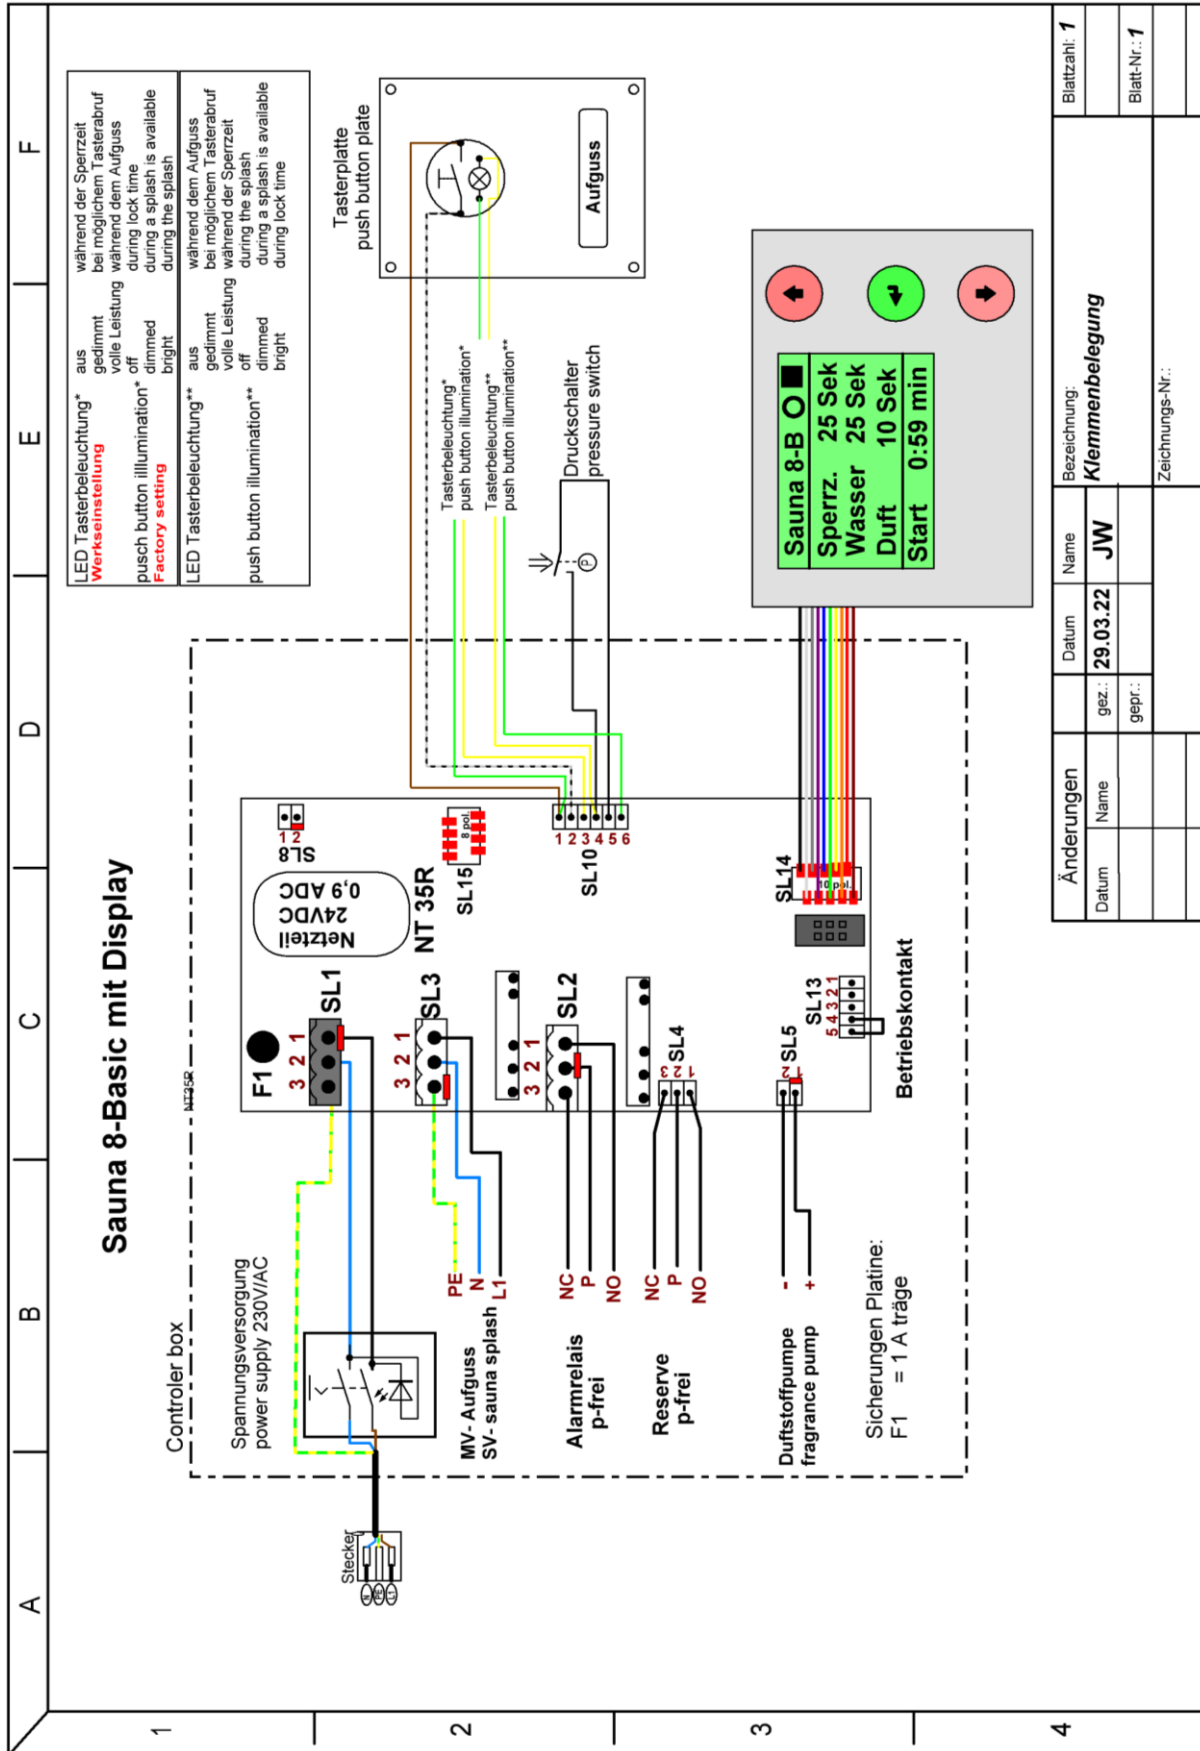 A
B
C
D
E
F
1
2
3
4
Sauna 8-Basic mit Display
LED Tasterbeleuchtung*
Werkseinstellung
aus
während der Sperrzeit
gedimmt
bei möglichem Tasterabruf
volle Leistung
während dem Aufguss
pusch button illlumination*
Factory setting
off
during lock time
dimmed
during a splash is available
bright
during the splash
LED Tasterbeleuchtung**
aus
während dem Aufguss
gedimmt
bei möglichem Tasterabruf
volle Leistung
während der Sperrzeit
push button illumination**
off
during the splash
dimmed
during a splash is available
bright
during lock time
Controler box
NT35R
Stecker
N
PE
L1
Spannungsversorgung
power supply 230V/AC
F1
3 2 1
SL1
Netzteil
24VDC
0,9 ADC
NT 35R
SL8
1 2
SL15
8 pol.
PE
N
L1
MV- Aufguss
SV- sauna splash
3 2 1
SL3
NC
P
NO
Alarmrelais
p-frei
3 2 1
SL2
NC
P
NO
Reserve
p-frei
3 2 1
SL4
-
+
Duftstoffpumpe
fragrance pump
2 1
SL5
Sicherungen Platine:
F1 = 1 A träge
SL13
5 4 3 2 1
Betriebskontakt
SL14
10 pol.
SL10
1
2
3
4
5
6
Tasterbeleuchtung*
push button illumination*
Tasterbeleuchtung**
push button illumination**
Druckschalter
pressure switch
P
Tasterplatte
push button plate
Aufguss
Sauna 8-B
Sperrz. 25 Sek
Wasser 25 Sek
Duft 10 Sek
Start 0:59 min
Änderungen
Datum
Name
Datum
Name
gez.:
29.03.22
JW
gepr.:
Bezeichnung:
Klemmenbelegung
Zeichnungs-Nr.:
Blattzahl: 1
Blatt-Nr.: 1